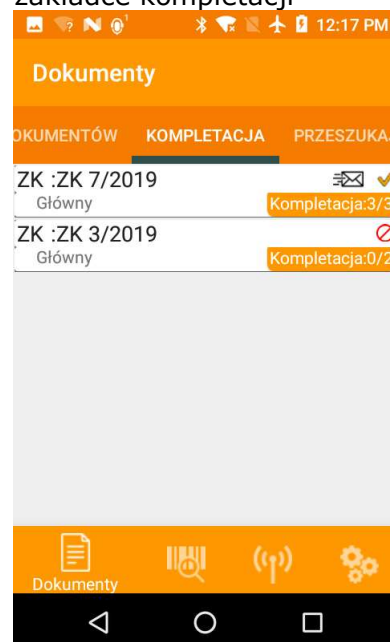 zakładce kompletacji
12:17 PM
Dokumenty
OKUMENTÓW KOMPLETACJA PRZESZUKAJ
ZK :ZK 7/2019
Główny Kompletacja:3/3
ZK :ZK 3/2019
Główny Kompletacja:0/2
Dokumenty